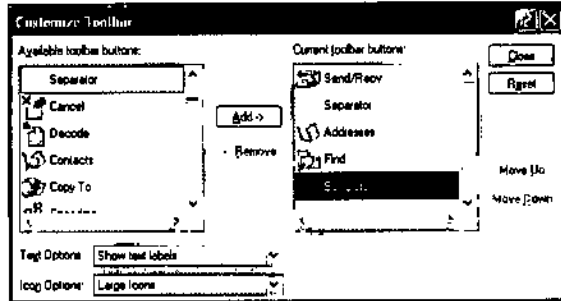 Customize Toolbar
Available toolbar buttons:
Separator
Cancel
Decode
Contacts
Copy To
Add ->
Remove
Current toolbar buttons:
Send/Recv
Separator
Addresses
Find
Close
Reset
Move Up
Move Down
Text Options:
Show text labels
Icon Options:
Large Icons